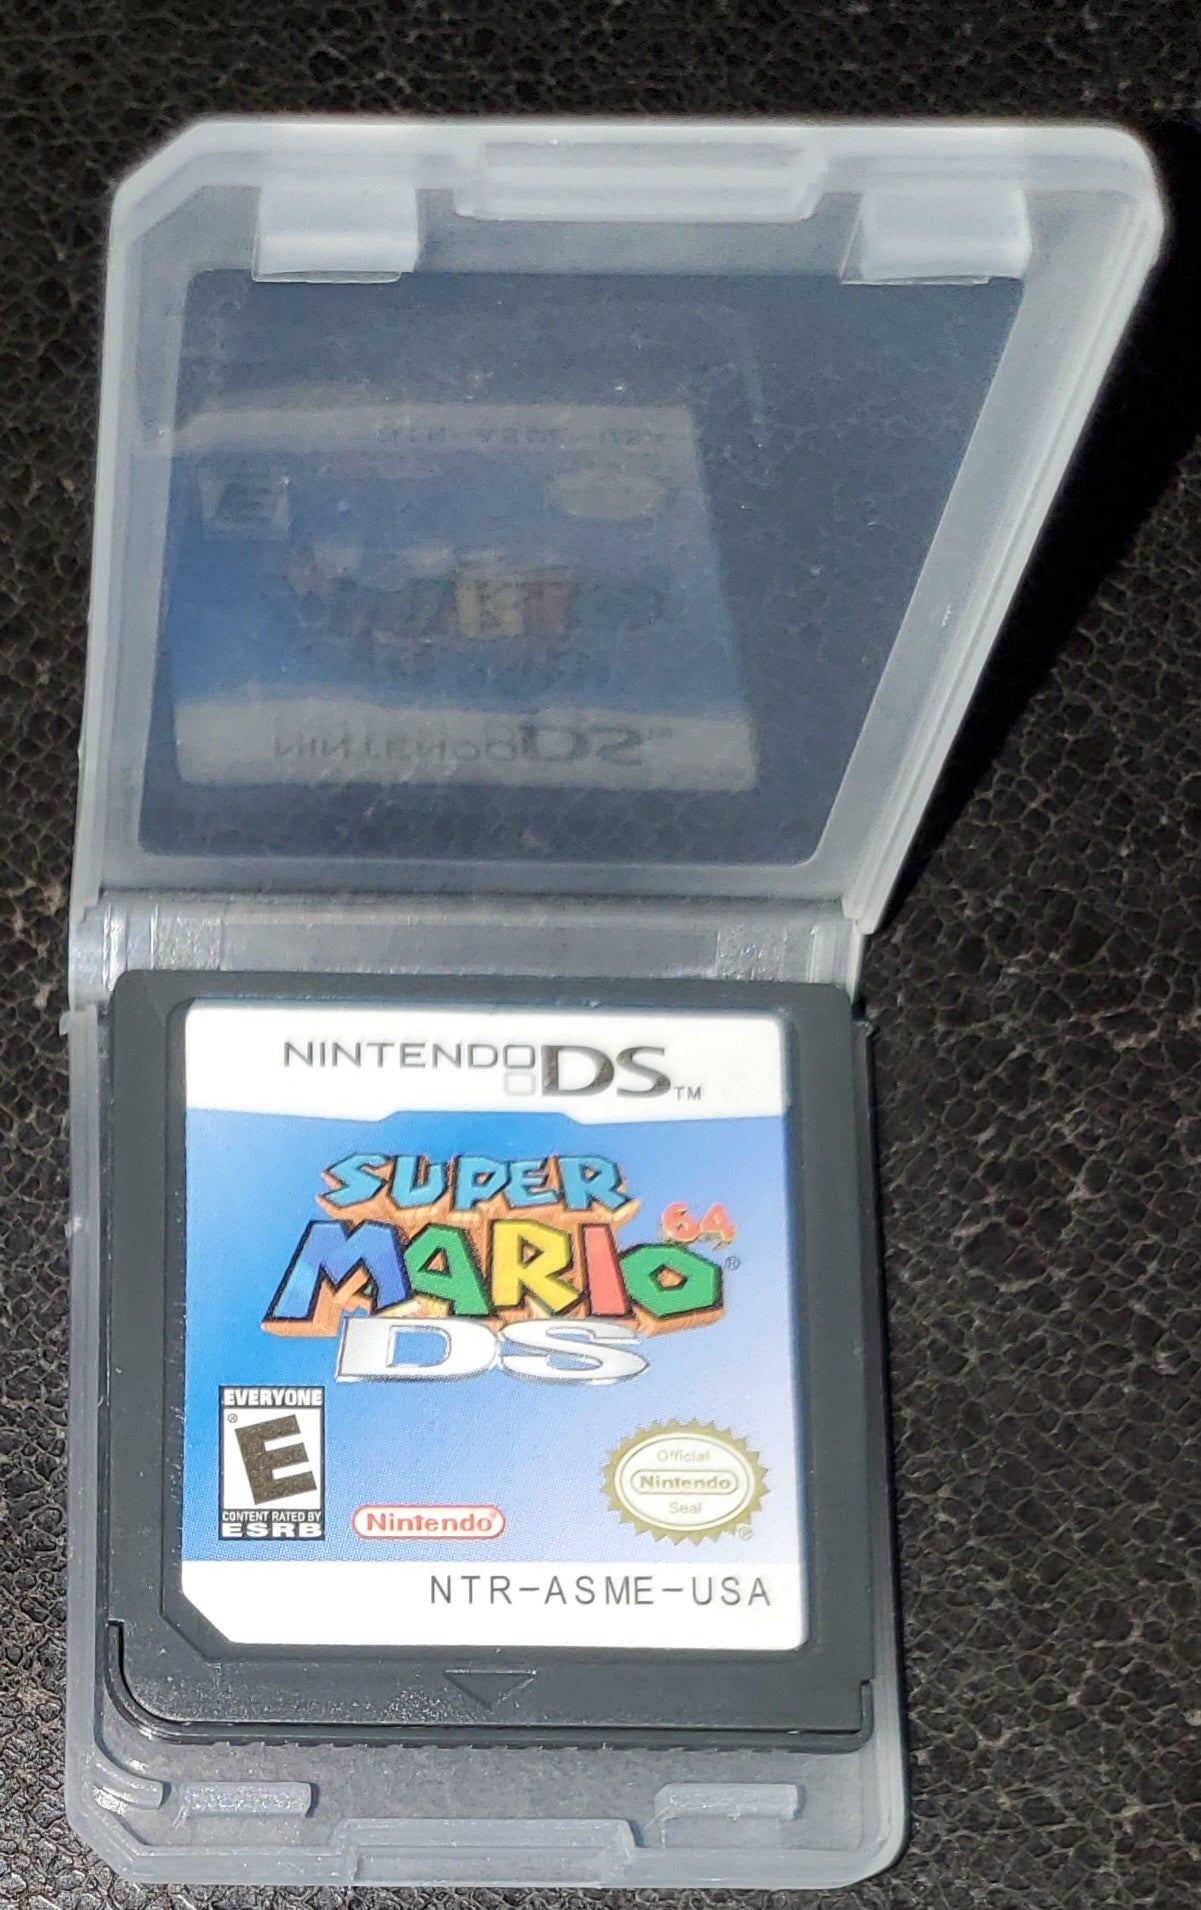 NINTENDO DS™
SUPER
MARIO 64®
DS
EVERYONE
®
E
CONTENT RATED BY
ESRB
Nintendo®
Official
Nintendo
Seal
®
NTR-ASME-USA